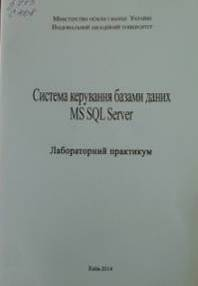 Міністерство освіти і науки України
Національний авіаційний університет
Система керування базами даних
MS SQL Server
Лабораторний практикум
Київ 2014